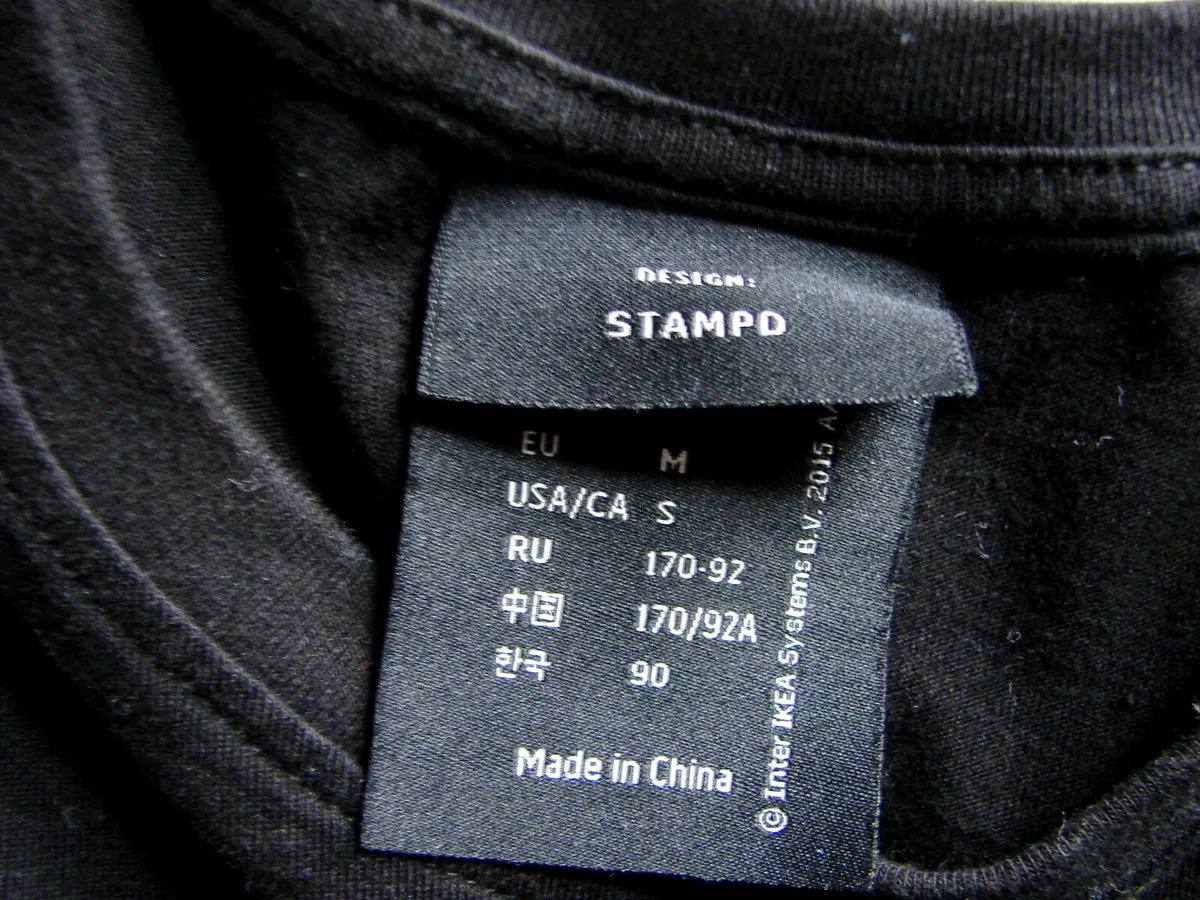 DESIGN:
STAMPD
EU M
USA/CA S
RU 170-92
中国 170/92A
한국 90
Made in China
© Inter IKEA Systems B.V. 2015